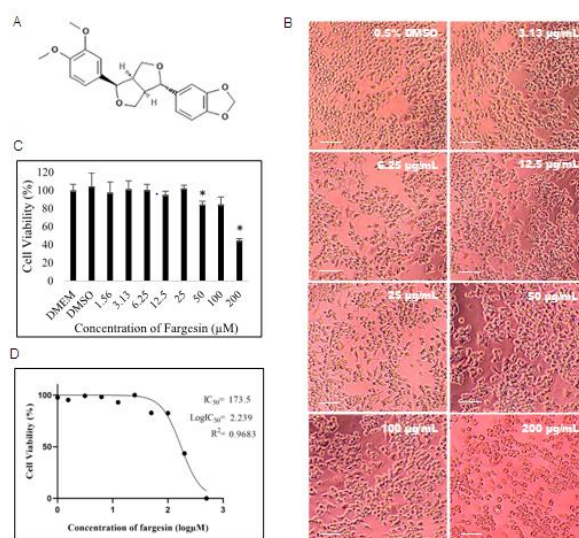 A
O
O
H
O
O
H
O
O
B
0.5% DMSO
3.13 µg/mL
6.25 µg/mL
12.5 µg/mL
25 µg/mL
50 µg/mL
100 µg/mL
200 µg/mL
C
Cell Viability (%)
120
100
80
60
40
20
0
*
*
DMEM
DMSO
1.56
3.13
6.25
12.5
25
50
100
200
Concentration of Fargesin (µM)
D
Cell Viability (%)
100
50
0
IC50= 173.5
LogIC50= 2.239
R2= 0.9683
0
1
2
3
Concentration of fargesin (logµM)